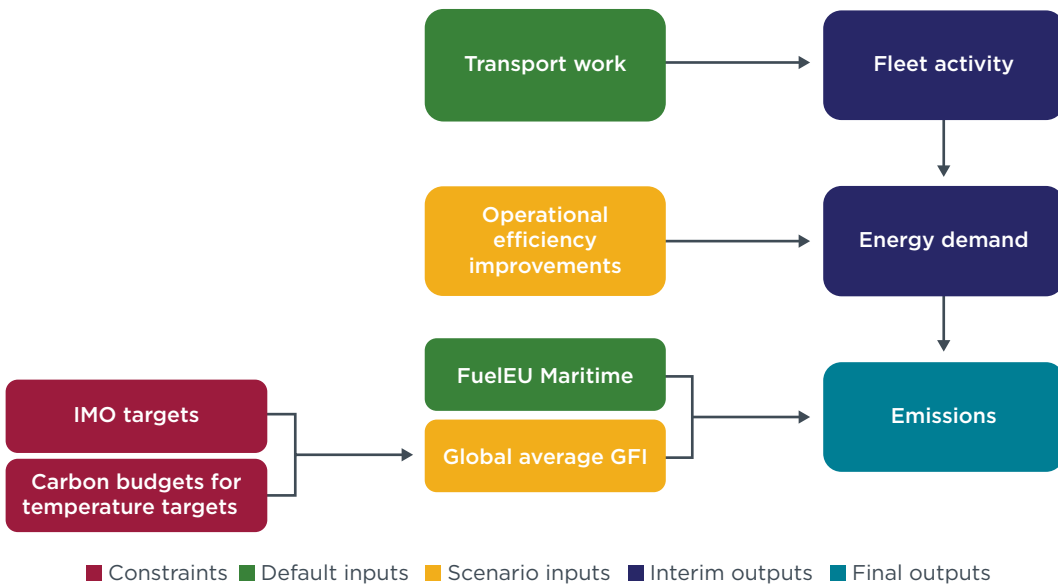 Transport work
Fleet activity
Operational
efficiency
improvements
Energy demand
FuelEU Maritime
IMO targets
Emissions
Global average GFI
Carbon budgets for
temperature targets
Constraints
Default inputs
Scenario inputs
Interim outputs
Final outputs